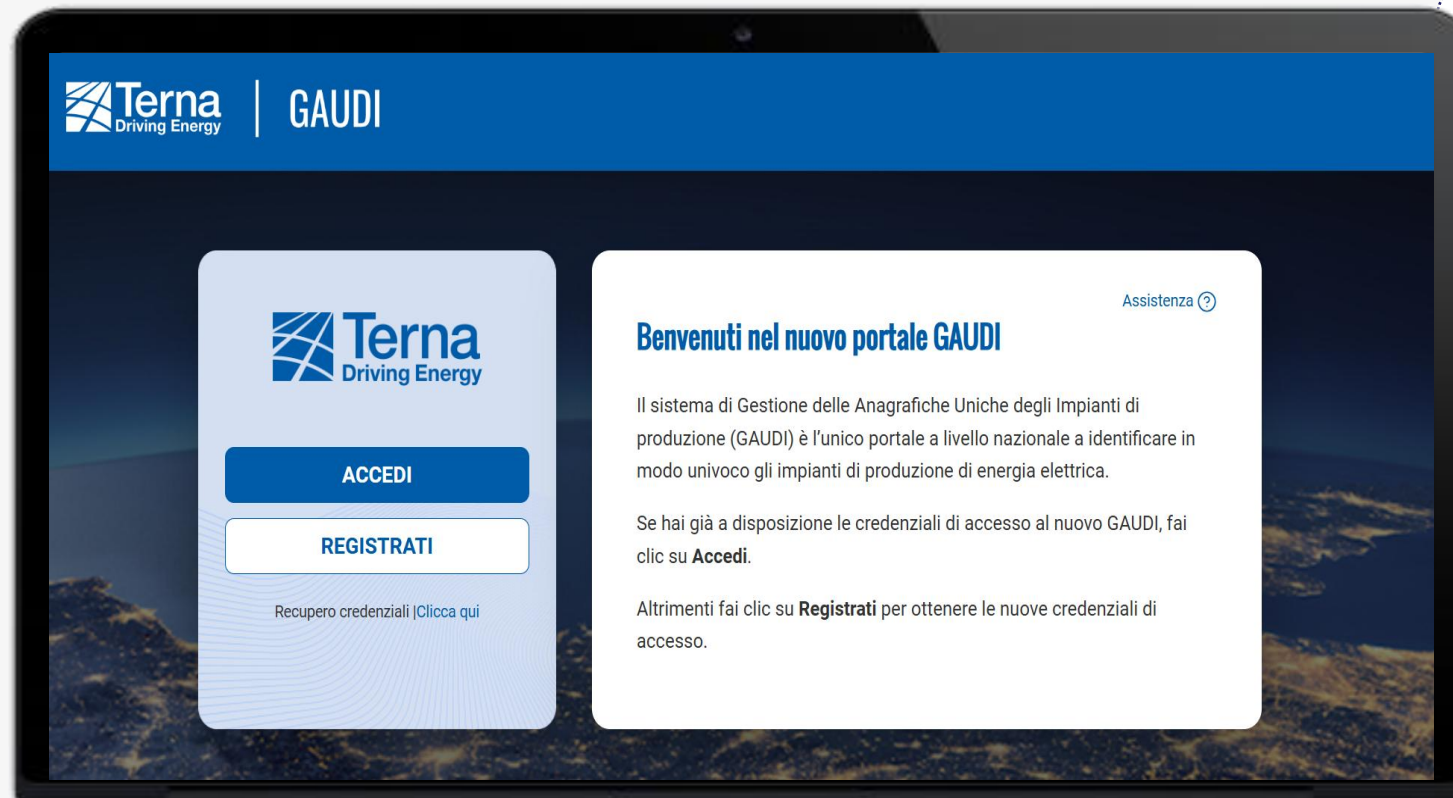 Terna
Driving Energy
GAUDI
Terna
Driving Energy
ACCEDI
REGISTRATI
Recupero credenziali |Clicca qui
Assistenza ?
Benvenuti nel nuovo portale GAUDI
Il sistema di Gestione delle Anagrafiche Uniche degli Impianti di
produzione (GAUDI) è l'unico portale a livello nazionale a identificare in
modo univoco gli impianti di produzione di energia elettrica.
Se hai già a disposizione le credenziali di accesso al nuovo GAUDI, fai
clic su Accedi.
Altrimenti fai clic su Registrati per ottenere le nuove credenziali di
accesso.